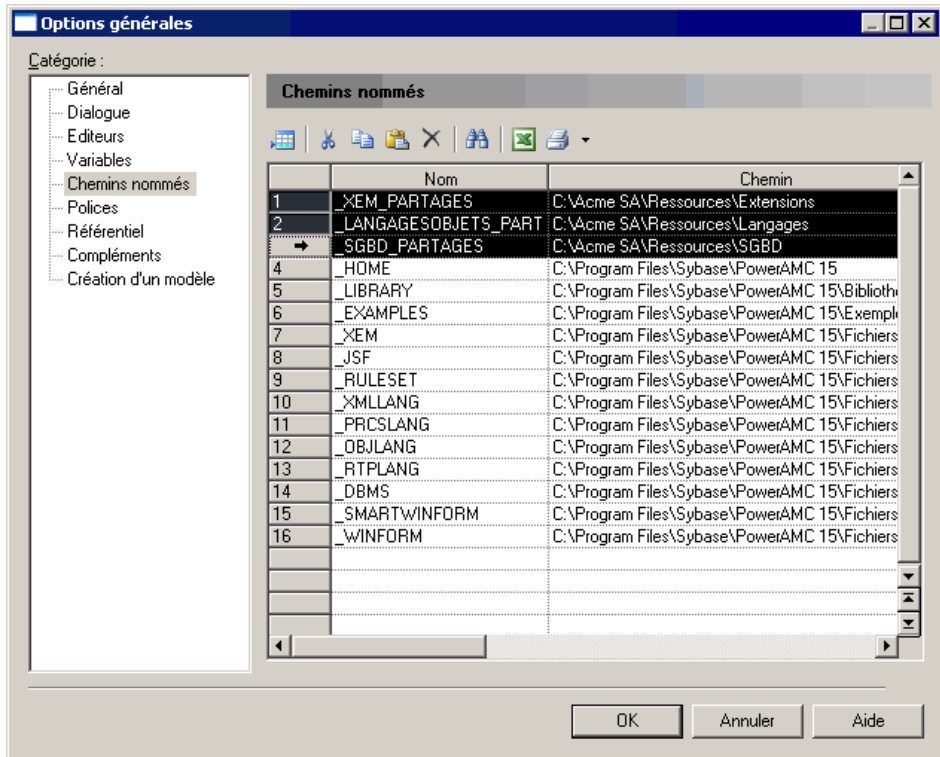 Options générales
Catégorie :
Général
Dialogue
Editeurs
Variables
Chemins nommés
Polices
Référentiel
Compléments
Création d'un modèle
Chemins nommés
Nom Chemin
1 _XEM_PARTAGES C:\Acme SA\Ressources\Extensions
2 _LANGAGESOBJETS_PART C:\Acme SA\Ressources\Langages
_SGBD_PARTAGES C:\Acme SA\Ressources\SGBD
4 _HOME C:\Program Files\Sybase\PowerAMC 15
5 _LIBRARY C:\Program Files\Sybase\PowerAMC 15\Biblioth
6 _EXAMPLES C:\Program Files\Sybase\PowerAMC 15\Exempl
7 _XEM C:\Program Files\Sybase\PowerAMC 15\Fichiers
8 _JSF C:\Program Files\Sybase\PowerAMC 15\Fichiers
9 _RULESET C:\Program Files\Sybase\PowerAMC 15\Fichiers
10 _XMLLANG C:\Program Files\Sybase\PowerAMC 15\Fichiers
11 _PRCSLANG C:\Program Files\Sybase\PowerAMC 15\Fichiers
12 _OBJLANG C:\Program Files\Sybase\PowerAMC 15\Fichiers
13 _RTPLANG C:\Program Files\Sybase\PowerAMC 15\Fichiers
14 _DBMS C:\Program Files\Sybase\PowerAMC 15\Fichiers
15 _SMARTWINFORM C:\Program Files\Sybase\PowerAMC 15\Fichiers
16 _WINFORM C:\Program Files\Sybase\PowerAMC 15\Fichiers
OK Annuler Aide